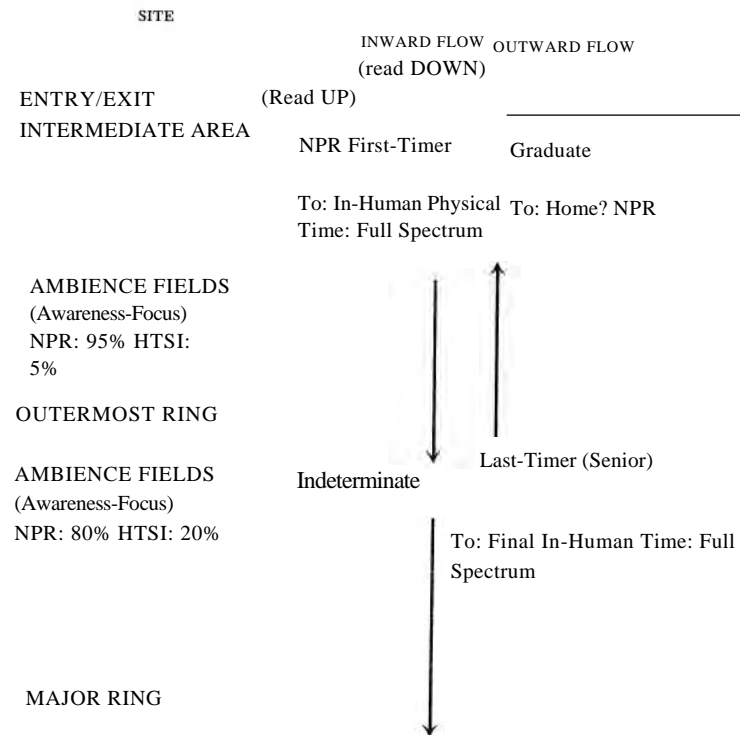 SITE
INWARD FLOW OUTWARD FLOW
(read DOWN)
ENTRY/EXIT (Read UP)
INTERMEDIATE AREA
NPR First-Timer Graduate
To: In-Human Physical To: Home? NPR
Time: Full Spectrum
AMBIENCE FIELDS
(Awareness-Focus)
NPR: 95% HTSI:
5%
OUTERMOST RING
Last-Timer (Senior)
AMBIENCE FIELDS Indeterminate
(Awareness-Focus)
NPR: 80% HTSI: 20%
To: Final In-Human Time: Full
Spectrum
MAJOR RING